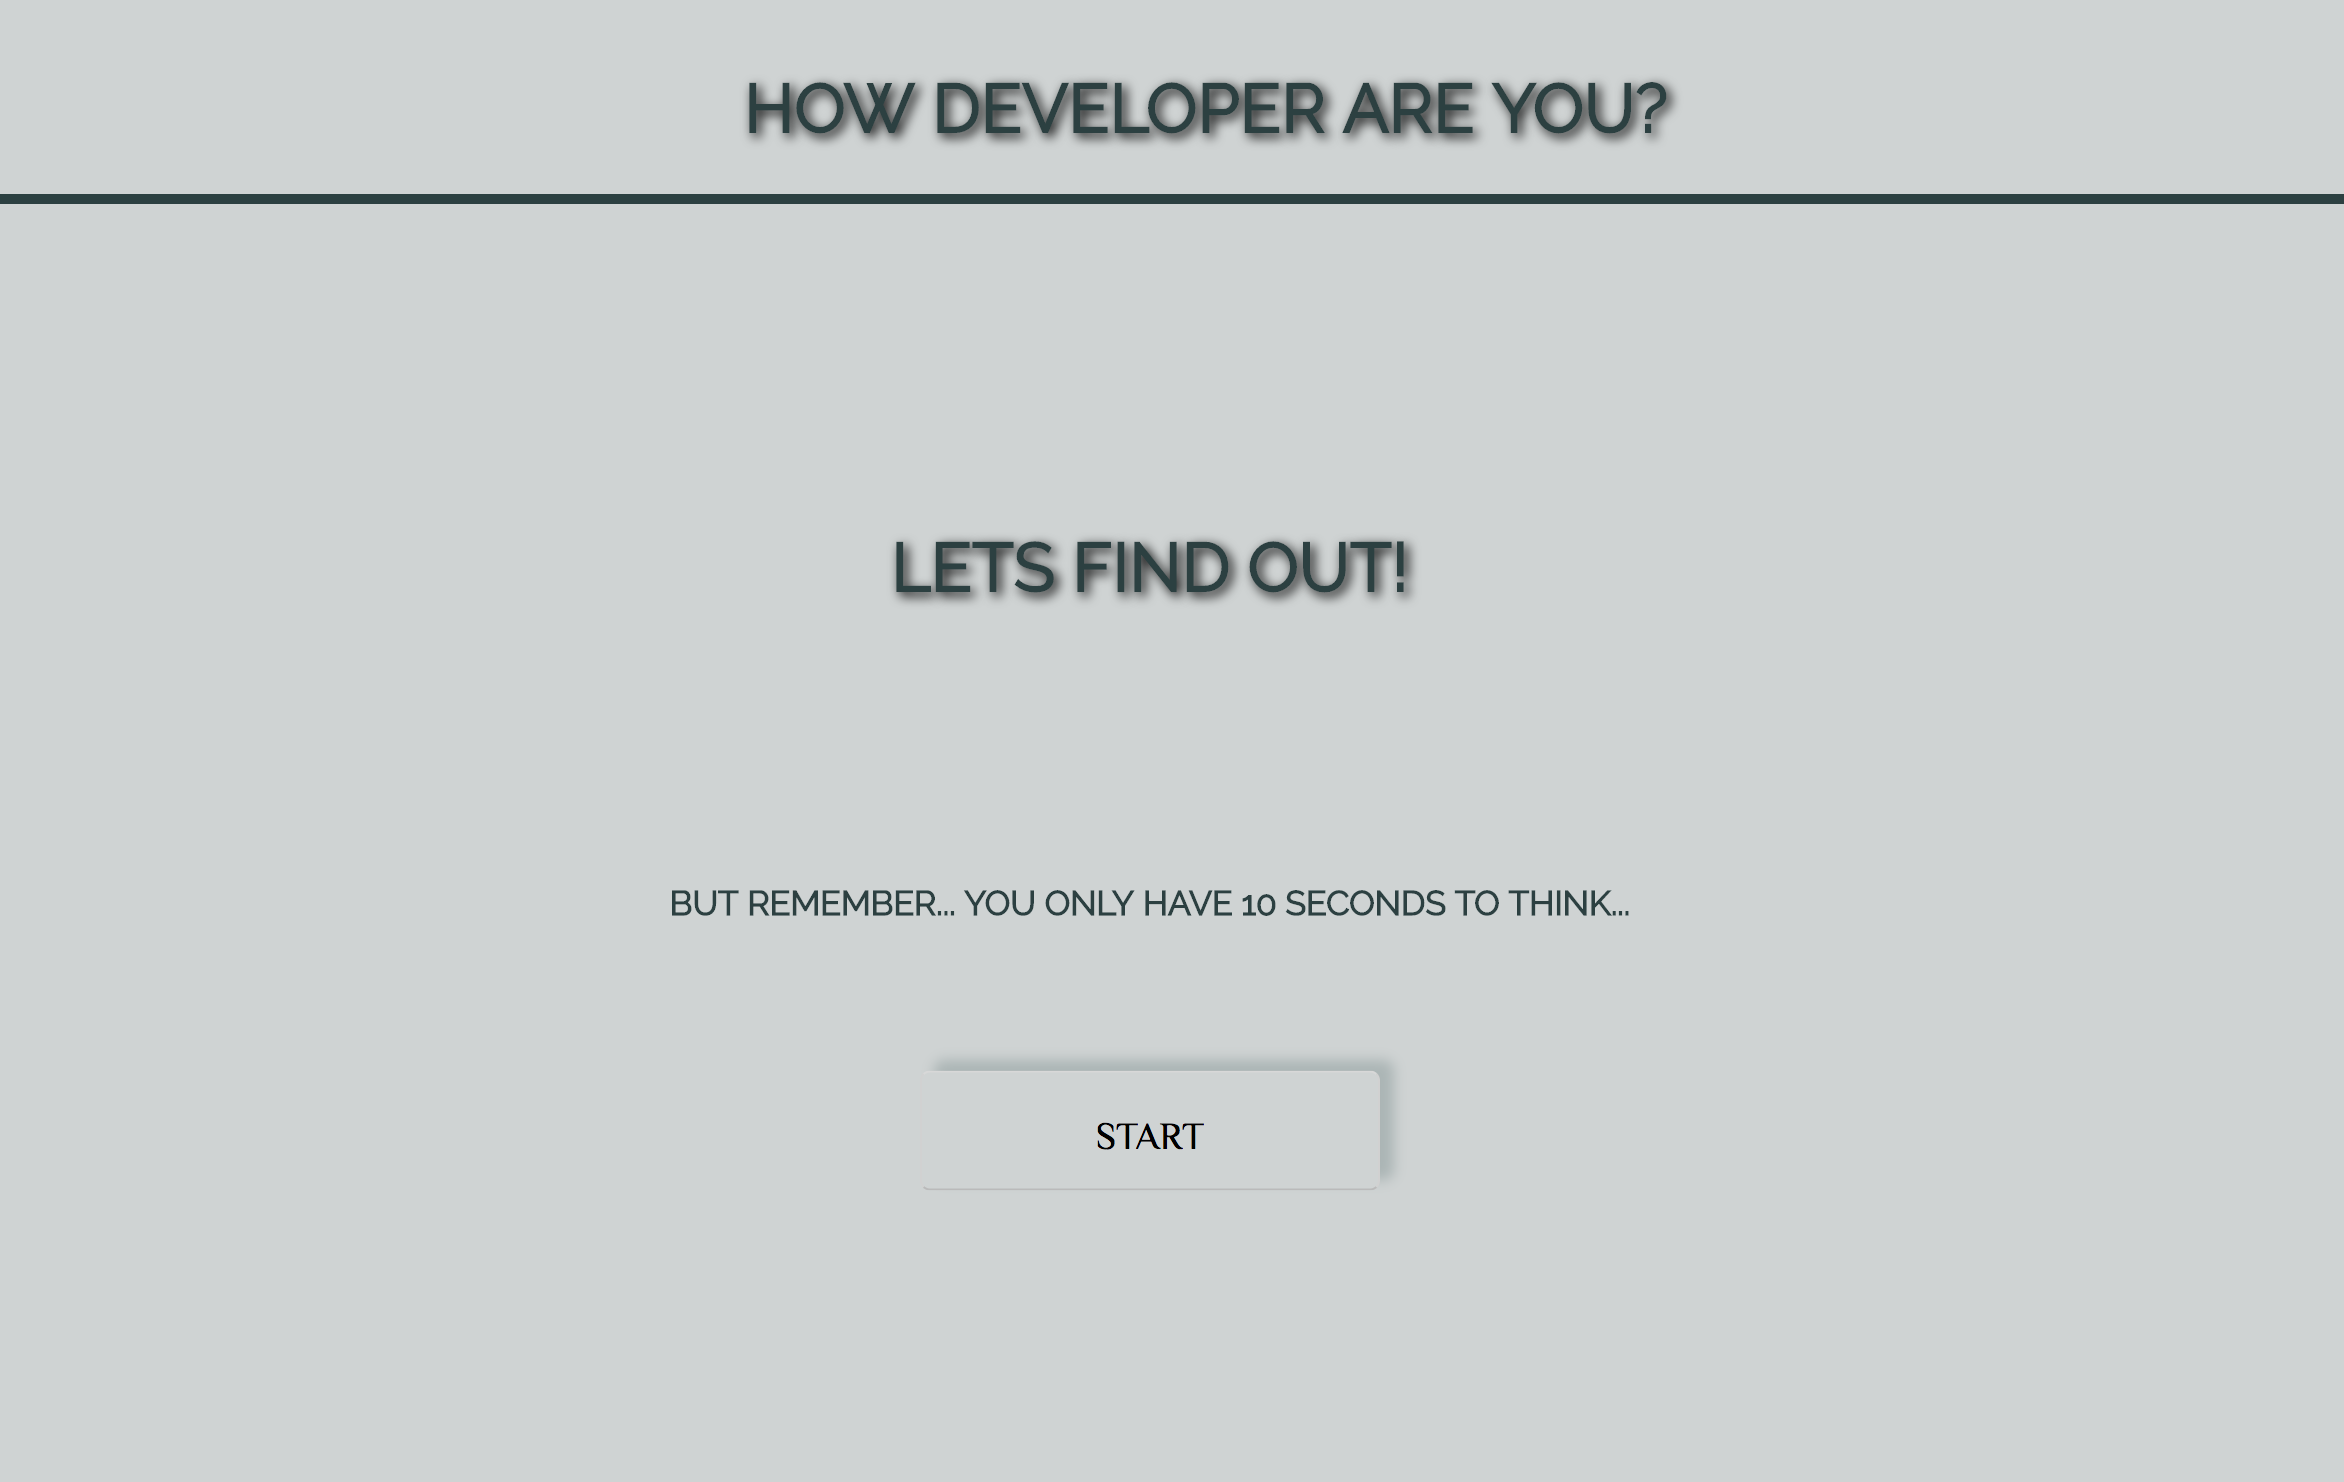 HOW DEVELOPER ARE YOU?
LETS FIND OUT!
BUT REMEMBER... YOU ONLY HAVE 10 SECONDS TO THINK...
START